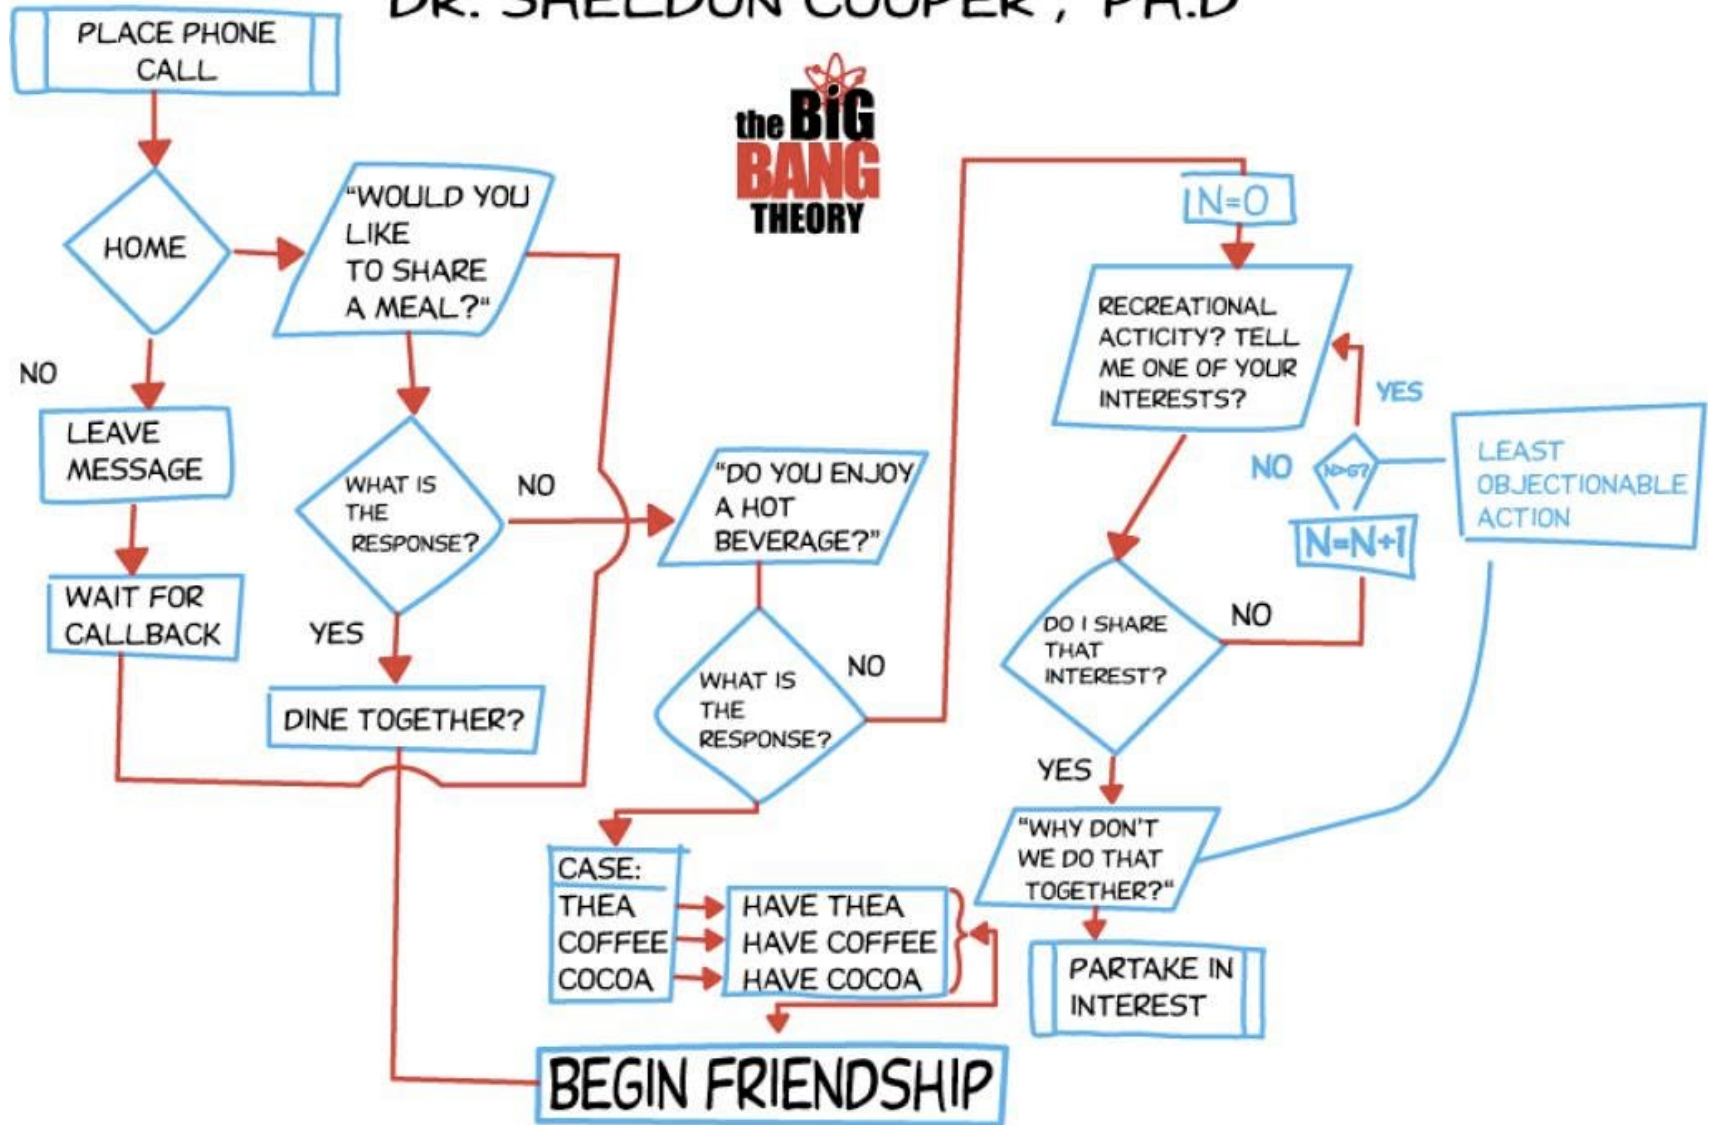 DR. SHELDON COOPER, PH.D
PLACE PHONE
CALL
the BiG
BANG
THEORY
HOME
"WOULD YOU
LIKE
TO SHARE
A MEAL?"
NO
LEAVE
MESSAGE
WAIT FOR
CALLBACK
WHAT IS
THE
RESPONSE?
NO
YES
DINE TOGETHER?
"DO YOU ENJOY
A HOT
BEVERAGE?"
WHAT IS
THE
RESPONSE?
NO
CASE:
THEA
COFFEE
COCOA
HAVE THEA
HAVE COFFEE
HAVE COCOA
N=0
RECREATIONAL
ACTICITY? TELL
ME ONE OF YOUR
INTERESTS?
YES
NO
N>6?
LEAST
OBJECTIONABLE
ACTION
N=N+1
DO I SHARE
THAT
INTEREST?
NO
YES
"WHY DON'T
WE DO THAT
TOGETHER?"
PARTAKE IN
INTEREST
BEGIN FRIENDSHIP